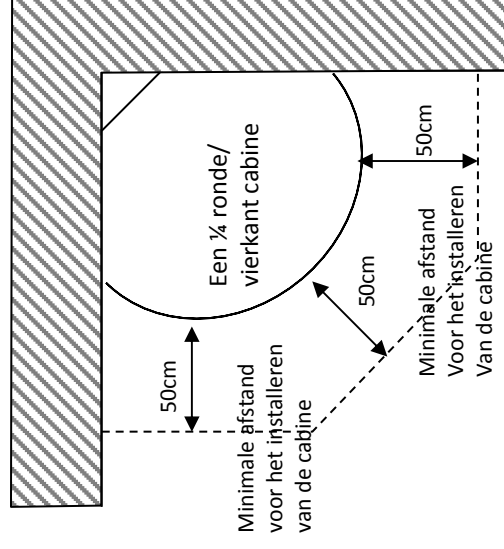 Een ¼ ronde/
vierkant cabine
50cm
50cm
50cm
Minimale afstand
voor het installeren
van de cabine
Minimale afstand
Voor het installeren
Van de cabine